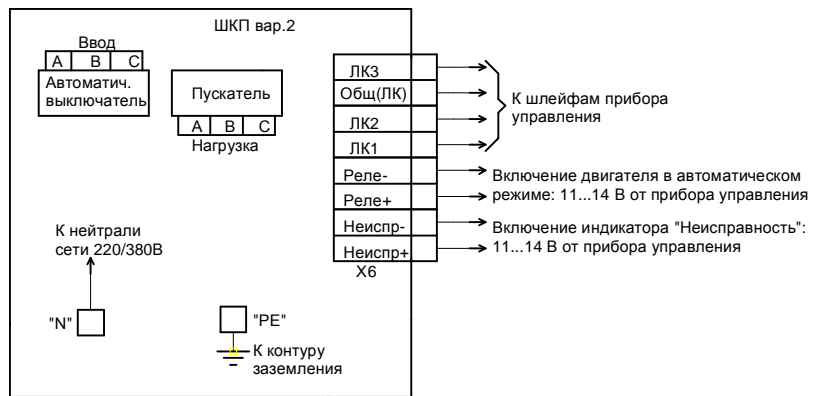 ШКП вар.2
Ввод
А В С
Автоматич.
выключатель
Пускатель
А В С
Нагрузка
ЛК3
Общ(ЛК)
ЛК2
ЛК1
Реле-
Реле+
Неиспр-
Неиспр+
Х6
К шлейфам прибора
управления
Включение двигателя в автоматическом
режиме: 11...14 В от прибора управления
Включение индикатора "Неисправность":
11...14 В от прибора управления
К нейтрали
сети 220/380В
"N"
"PE"
К контуру
заземления